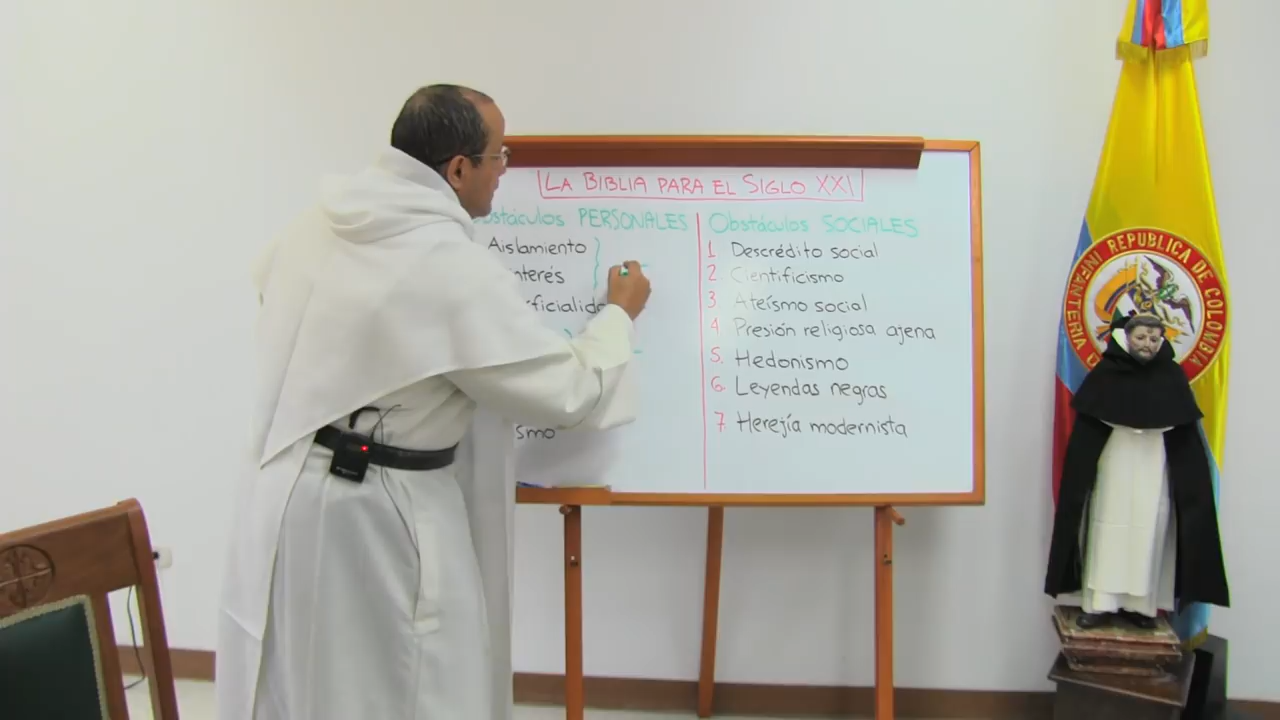 LA BIBLIA PARA EL SIGLO XXI
PERSONALES
Aislamiento
Obstáculos SOCIALES
1 Descrédito social
2 Cientificismo
3 Ateísmo social
4 Presión religiosa ajena
5. Hedonismo
6. Leyendas negras
7 Herejía modernista
REPUBLICA DE COLOMBIA